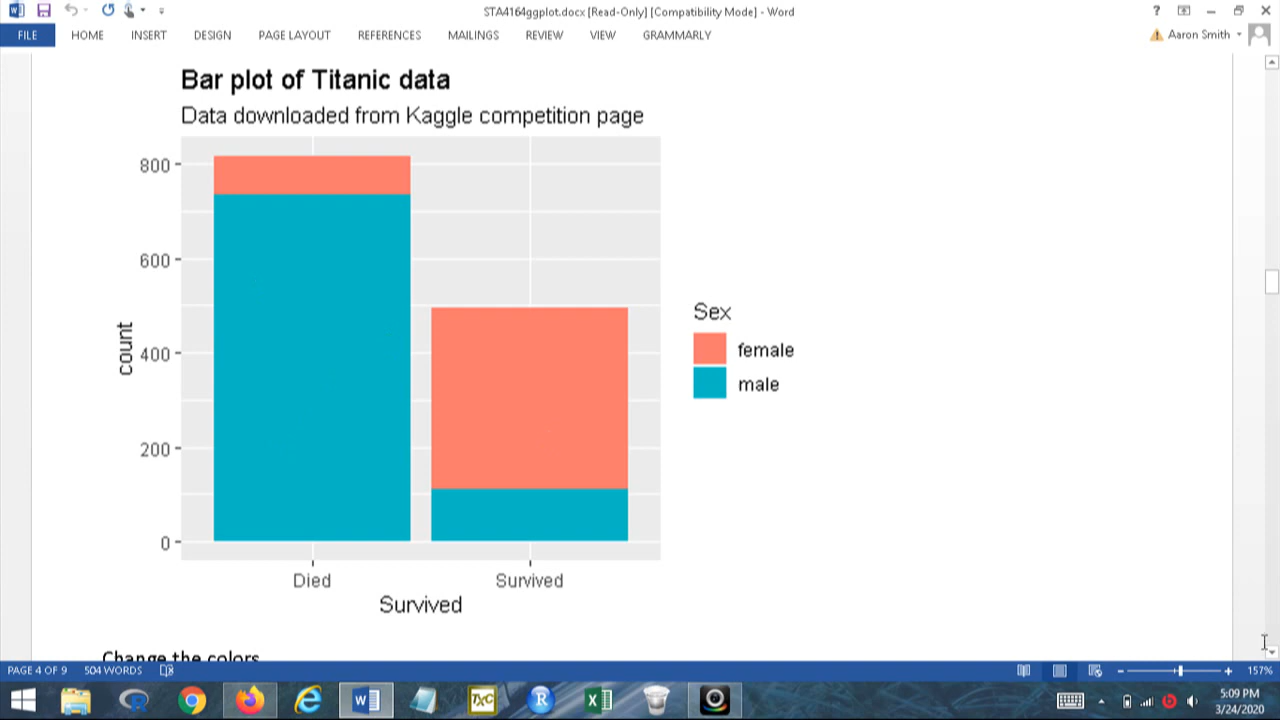 STA4164ggplot.docx [Read-Only] [Compatibility Mode] - Word
?
FILE HOME INSERT DESIGN PAGE LAYOUT REFERENCES MAILINGS REVIEW VIEW GRAMMARLY Aaron Smith
Bar plot of Titanic data
Data downloaded from Kaggle competition page
800
600
400
200
0
count
Died Survived
Survived
Sex
female
male
Change the colors
PAGE 4 OF 9 504 WORDS 157%
TXC
5:09 PM
3/24/2020